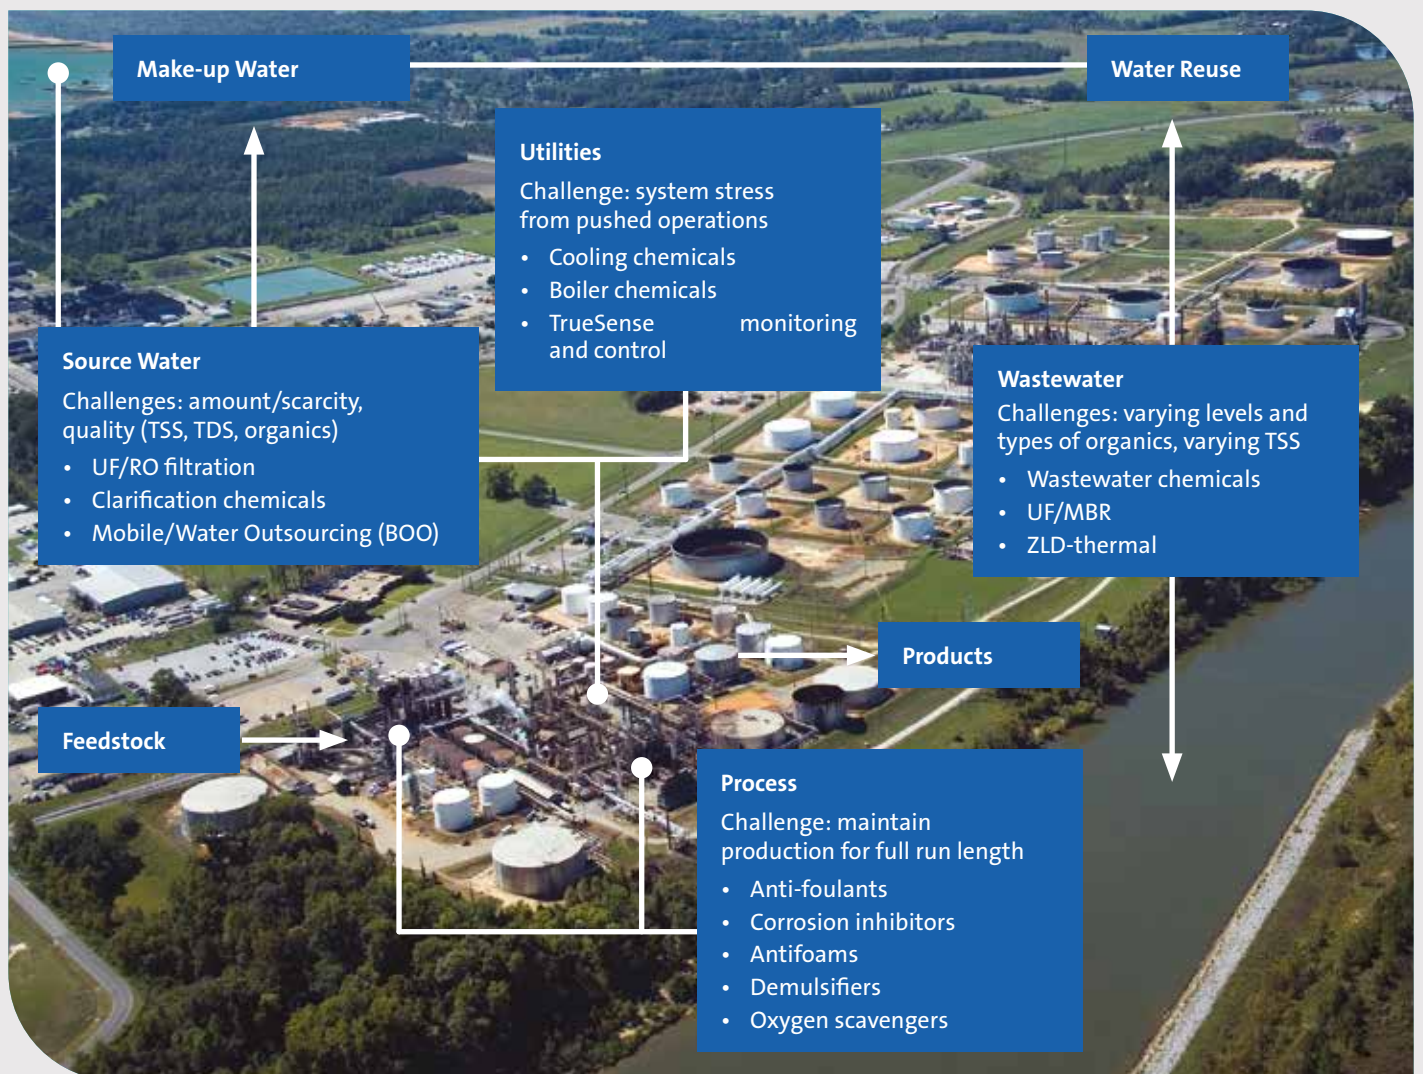 Make-up Water
Water Reuse
Utilities
Challenge: system stress
from pushed operations
• Cooling chemicals
• Boiler chemicals
• TrueSense monitoring
and control
Source Water
Challenges: amount/scarcity,
quality (TSS, TDS, organics)
• UF/RO filtration
• Clarification chemicals
• Mobile/Water Outsourcing (BOO)
Wastewater
Challenges: varying levels and
types of organics, varying TSS
• Wastewater chemicals
• UF/MBR
• ZLD-thermal
Products
Feedstock
Process
Challenge: maintain
production for full run length
• Anti-foulants
• Corrosion inhibitors
• Antifoams
• Demulsifiers
• Oxygen scavengers